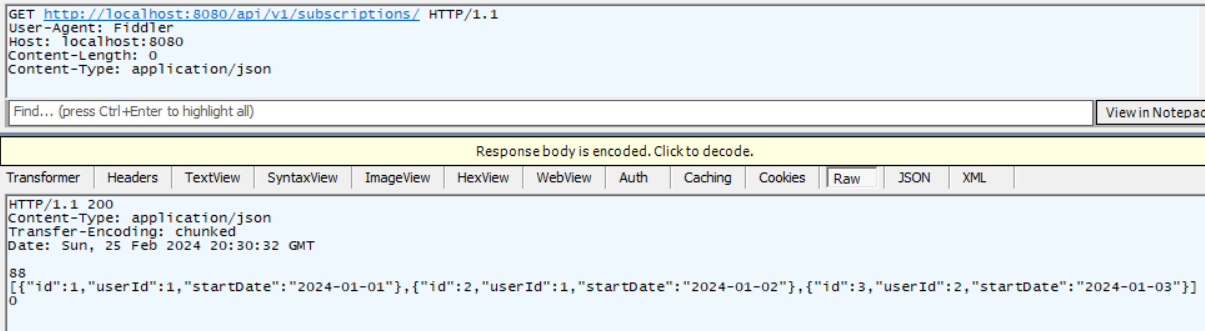 GET http://localhost:8080/api/v1/subscriptions/ HTTP/1.1
User-Agent: Fiddler
Host: localhost:8080
Content-Length: 0
Content-Type: application/json
Find... (press Ctrl+Enter to highlight all)
View in Notepad
Response body is encoded. Click to decode.
Transformer Headers TextView SyntaxView ImageView HexView WebView Auth Caching Cookies Raw JSON XML
HTTP/1.1 200
Content-Type: application/json
Transfer-Encoding: chunked
Date: Sun, 25 Feb 2024 20:30:32 GMT
88
[{"id":1,"userId":1,"startDate":"2024-01-01"},{"id":2,"userId":1,"startDate":"2024-01-02"},{"id":3,"userId":2,"startDate":"2024-01-03"}]
0